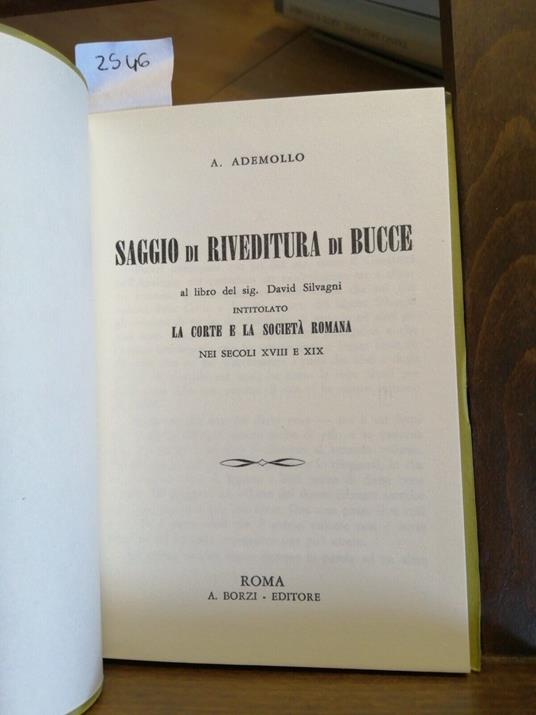 2546
A. ADEMOLLO
SAGGIO DI RIVEDITURA DI BUCCE
al libro del sig. David Silvagni
INTITOLATO
LA CORTE E LA SOCIETÀ ROMANA
NEI SECOLI XVIII E XIX
ROMA
A. BORZI - EDITORE